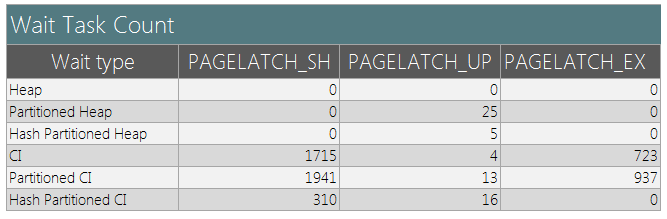 Wait Task Count
Wait type PAGELATCH_SH PAGELATCH_UP PAGELATCH_EX
Heap 0 0 0
Partitioned Heap 0 25 0
Hash Partitioned Heap 0 5 0
CI 1715 4 723
Partitioned CI 1941 13 937
Hash Partitioned CI 310 16 0